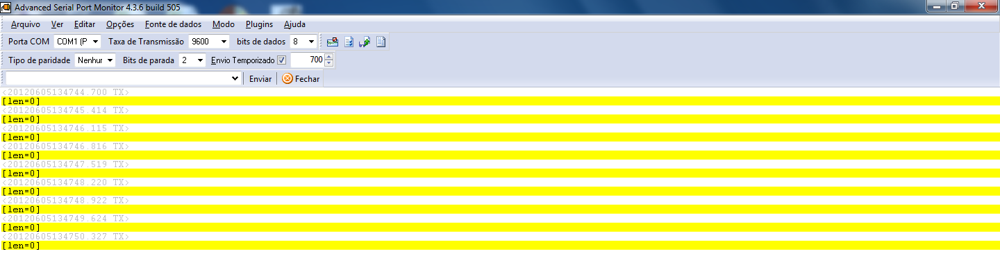 Advanced Serial Port Monitor 4.3.6 build 505
Arquivo Ver Editar Opções Fonte de dados Modo Plugins Ajuda
Porta COM COM1 (P Taxa de Transmissão 9600 bits de dados 8
Tipo de paridade Nenhur Bits de parada 2 Envio Temporizado 700
Enviar Fechar
<20120605134744.700 TX>
[len=0]
<20120605134745.414 TX>
[len=0]
<20120605134746.115 TX>
[len=0]
<20120605134746.816 TX>
[len=0]
<20120605134747.519 TX>
[len=0]
<20120605134748.220 TX>
[len=0]
<20120605134748.922 TX>
[len=0]
<20120605134749.624 TX>
[len=0]
<20120605134750.327 TX>
[len=0]